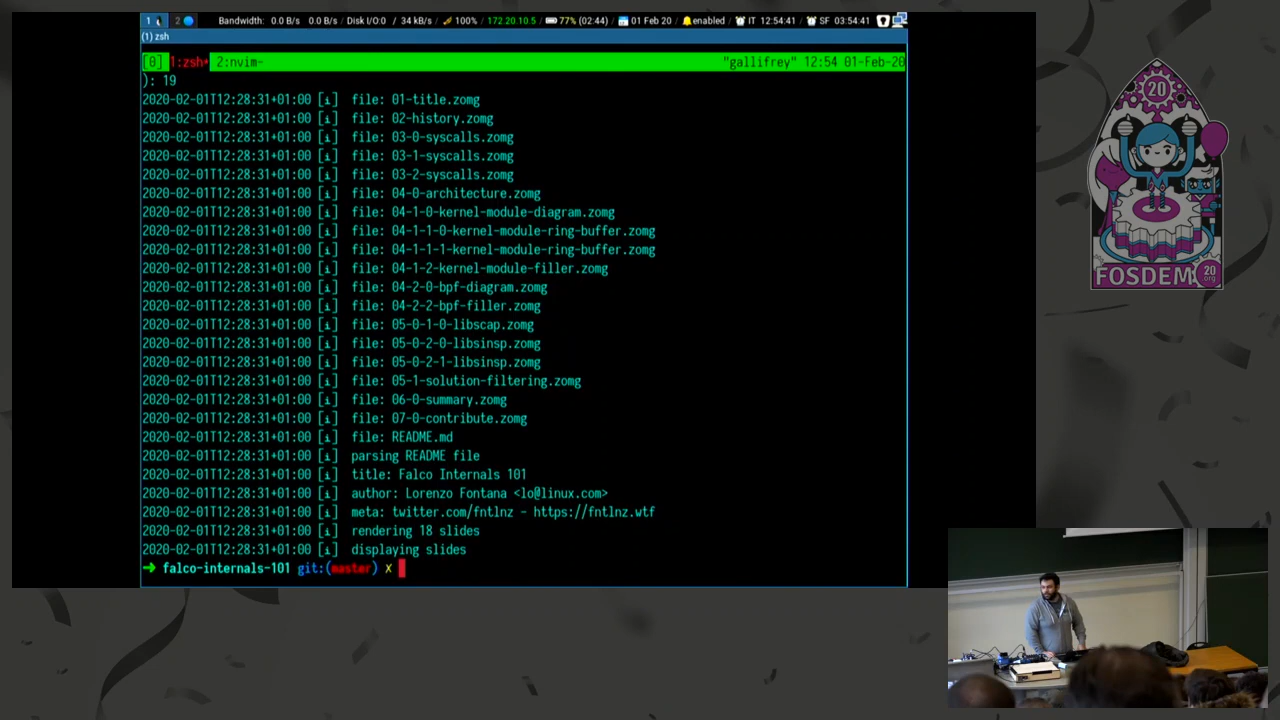 1 2 Bandwidth: 0.0 B/s 0.0 B/s / Disk I/O:0 / 34 kB/s / 100% / 172.20.10.5 / 77% (02:44) / 01 Feb 20 / enabled / IT 12:54:41 / SF 03:54:41
(1) zsh
[0] 1:zsh* 2:nvim- "gallifrey" 12:54 01-Feb-20
): 19
2020-02-01T12:28:31+01:00 [i] file: 01-title.zomg
2020-02-01T12:28:31+01:00 [i] file: 02-history.zomg
2020-02-01T12:28:31+01:00 [i] file: 03-0-syscalls.zomg
2020-02-01T12:28:31+01:00 [i] file: 03-1-syscalls.zomg
2020-02-01T12:28:31+01:00 [i] file: 03-2-syscalls.zomg
2020-02-01T12:28:31+01:00 [i] file: 04-0-architecture.zomg
2020-02-01T12:28:31+01:00 [i] file: 04-1-0-kernel-module-diagram.zomg
2020-02-01T12:28:31+01:00 [i] file: 04-1-1-0-kernel-module-ring-buffer.zomg
2020-02-01T12:28:31+01:00 [i] file: 04-1-1-1-kernel-module-ring-buffer.zomg
2020-02-01T12:28:31+01:00 [i] file: 04-1-2-kernel-module-filler.zomg
2020-02-01T12:28:31+01:00 [i] file: 04-2-0-bpf-diagram.zomg
2020-02-01T12:28:31+01:00 [i] file: 04-2-2-bpf-filler.zomg
2020-02-01T12:28:31+01:00 [i] file: 05-0-1-0-libscap.zomg
2020-02-01T12:28:31+01:00 [i] file: 05-0-2-0-libsinsp.zomg
2020-02-01T12:28:31+01:00 [i] file: 05-0-2-1-libsinsp.zomg
2020-02-01T12:28:31+01:00 [i] file: 05-1-solution-filtering.zomg
2020-02-01T12:28:31+01:00 [i] file: 06-0-summary.zomg
2020-02-01T12:28:31+01:00 [i] file: 07-0-contribute.zomg
2020-02-01T12:28:31+01:00 [i] file: README.md
2020-02-01T12:28:31+01:00 [i] parsing README file
2020-02-01T12:28:31+01:00 [i] title: Falco Internals 101
2020-02-01T12:28:31+01:00 [i] author: Lorenzo Fontana <lo@linux.com>
2020-02-01T12:28:31+01:00 [i] meta: twitter.com/fntlnz - https://fntlnz.wtf
2020-02-01T12:28:31+01:00 [i] rendering 18 slides
2020-02-01T12:28:31+01:00 [i] displaying slides
→ falco-internals-101 git:(master) ✗
20
FOSDEM 20
.org